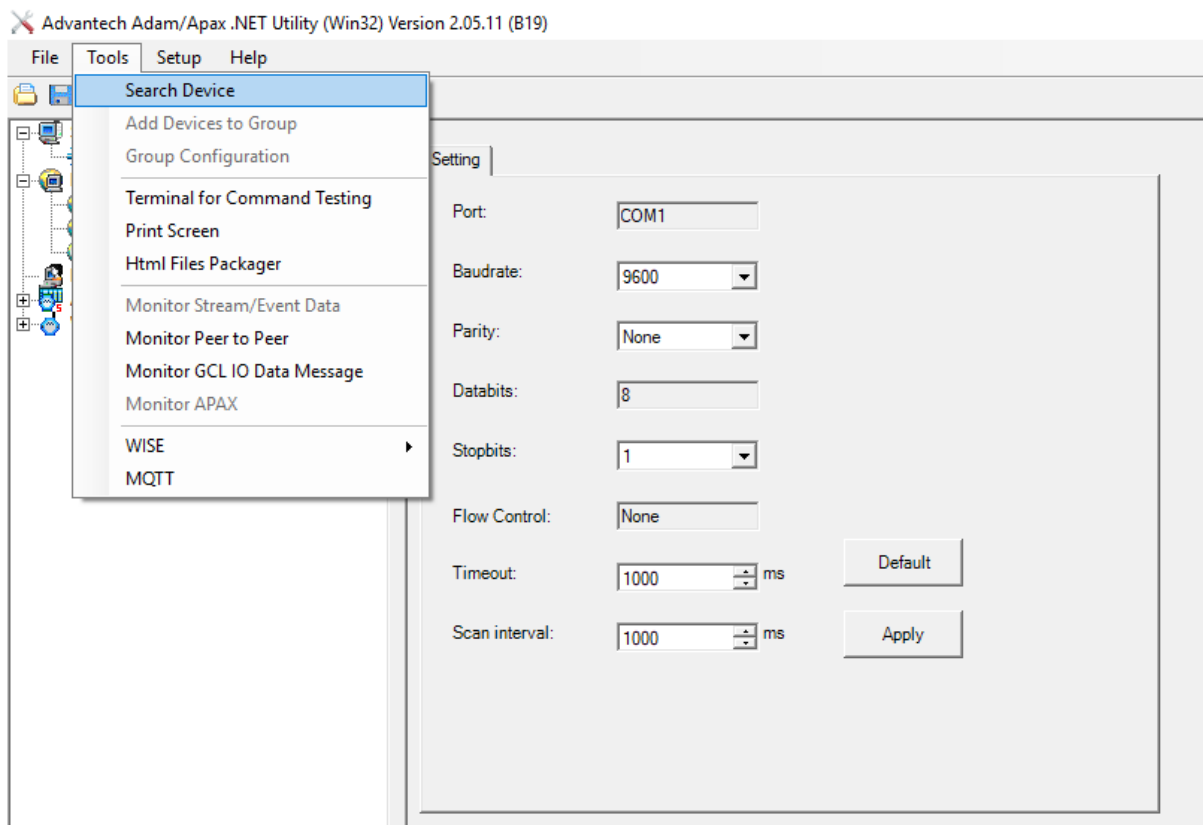 Advantech Adam/Apax .NET Utility (Win32) Version 2.05.11 (B19)
File Tools Setup Help
Search Device
Add Devices to Group
Group Configuration
Terminal for Command Testing
Print Screen
Html Files Packager
Monitor Stream/Event Data
Monitor Peer to Peer
Monitor GCL IO Data Message
Monitor APAX
WISE
MQTT
Setting
Port: COM1
Baudrate: 9600
Parity: None
Databits: 8
Stopbits: 1
Flow Control: None
Timeout: 1000 ms
Default
Scan interval: 1000 ms
Apply